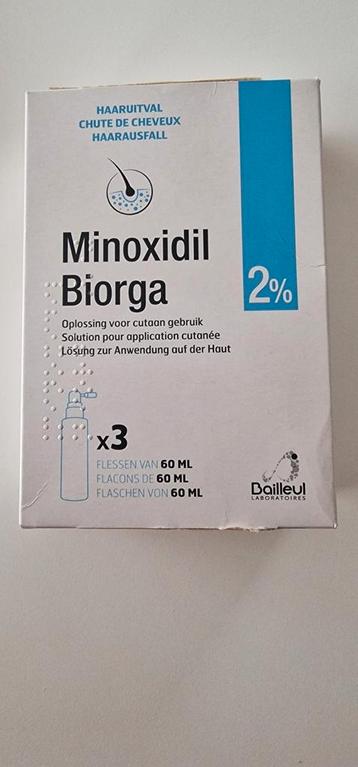 HAARUITVAL
CHUTE DE CHEVEUX
HAARAUSFALL
Minoxidil
Biorga
2%
Oplossing voor cutaan gebruik
Solution pour application cutanée
Lösung zur Anwendung auf der Haut
x3
FLESSEN VAN 60 ML
FLACONS DE 60 ML
FLASCHEN VON 60 ML
Bailleul
LABORATOIRES